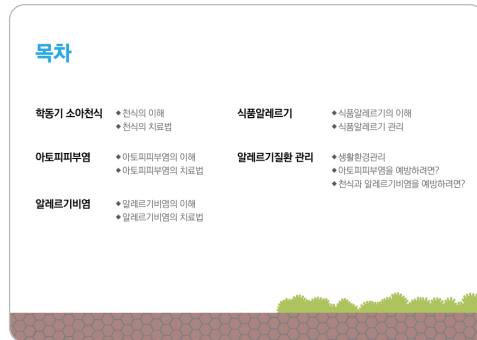 목차
학동기 소아천식
◆ 천식의 이해
◆ 천식의 치료법
아토피피부염
◆ 아토피피부염의 이해
◆ 아토피피부염의 치료법
알레르기비염
◆ 알레르기비염의 이해
◆ 알레르기비염의 치료법
식품알레르기
◆ 식품알레르기의 이해
◆ 식품알레르기 관리
알레르기질환 관리
◆ 생활환경관리
◆ 아토피피부염을 예방하려면?
◆ 천식과 알레르기비염을 예방하려면?